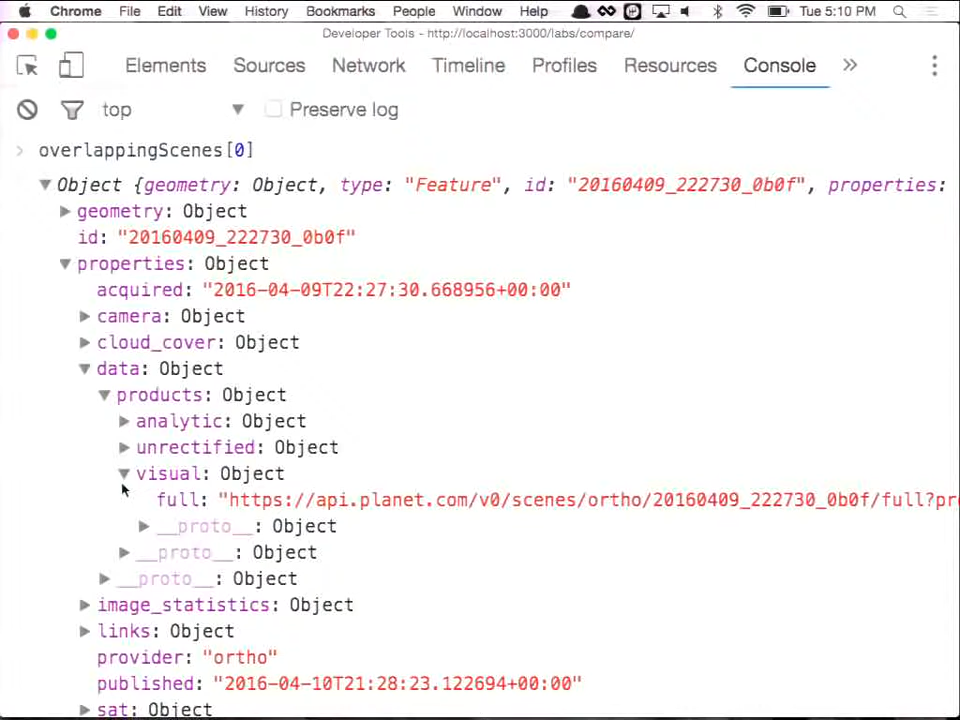 Chrome File Edit View History Bookmarks People Window Help Tue 5:10 PM
Developer Tools - http://localhost:3000/labs/compare/
Elements Sources Network Timeline Profiles Resources Console »
top Preserve log
overlappingScenes[0]
Object {geometry: Object, type: "Feature", id: "20160409_222730_0b0f", properties:
geometry: Object
id: "20160409_222730_0b0f"
properties: Object
acquired: "2016-04-09T22:27:30.668956+00:00"
camera: Object
cloud_cover: Object
data: Object
products: Object
analytic: Object
unrectified: Object
visual: Object
full: "https://api.planet.com/v0/scenes/ortho/20160409_222730_0b0f/full?pr
__proto__: Object
__proto__: Object
__proto__: Object
image_statistics: Object
links: Object
provider: "ortho"
published: "2016-04-10T21:28:23.122694+00:00"
sat: Object